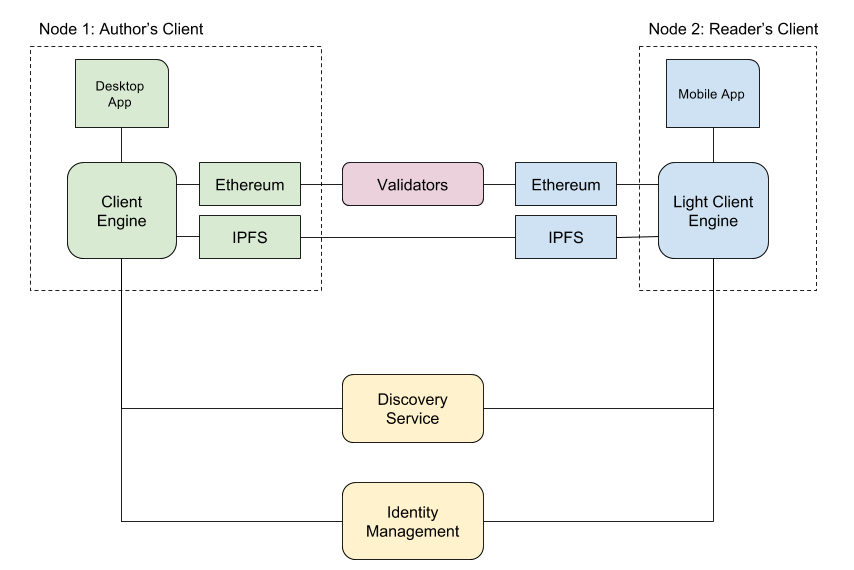 Node 1: Author's Client
Node 2: Reader's Client
Desktop
App
Mobile App
Client
Engine
Ethereum
Validators
Ethereum
Light Client
Engine
IPFS
IPFS
Discovery
Service
Identity
Management